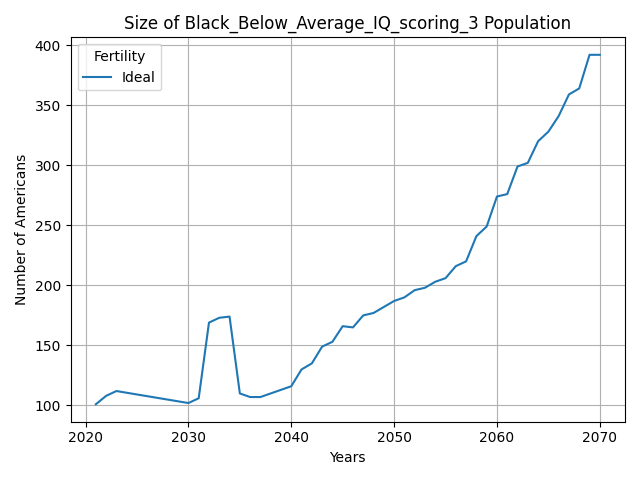 Size of Black_Below_Average_IQ_scoring_3 Population
Fertility
Ideal
400
350
300
250
200
150
100
Number of Americans
2020 2030 2040 2050 2060 2070
Years